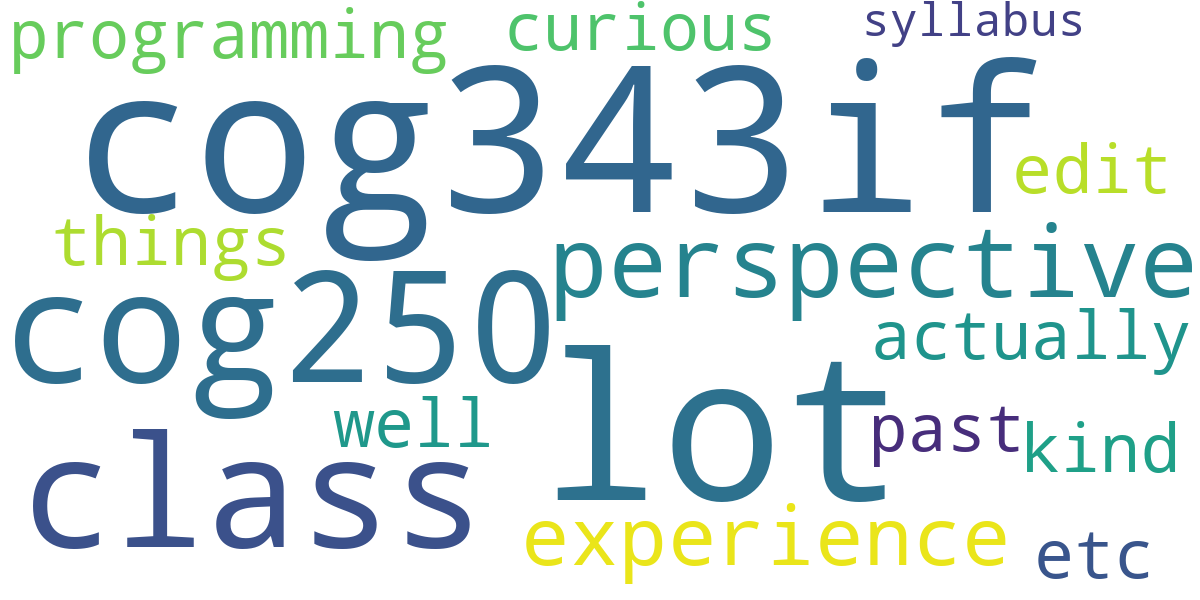 programming curious syllabus
cog343if
edit
things
perspective
cog250
actually
lot
well
past kind
class
experience
etc